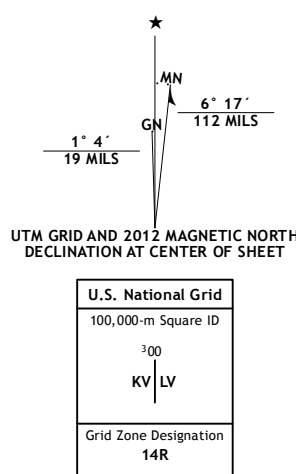 ★
MN
GN
6° 17´
112 MILS
1° 4´
19 MILS
UTM GRID AND 2012 MAGNETIC NORTH
DECLINATION AT CENTER OF SHEET
U.S. National Grid
100,000-m Square ID
³00
KV LV
Grid Zone Designation
14R